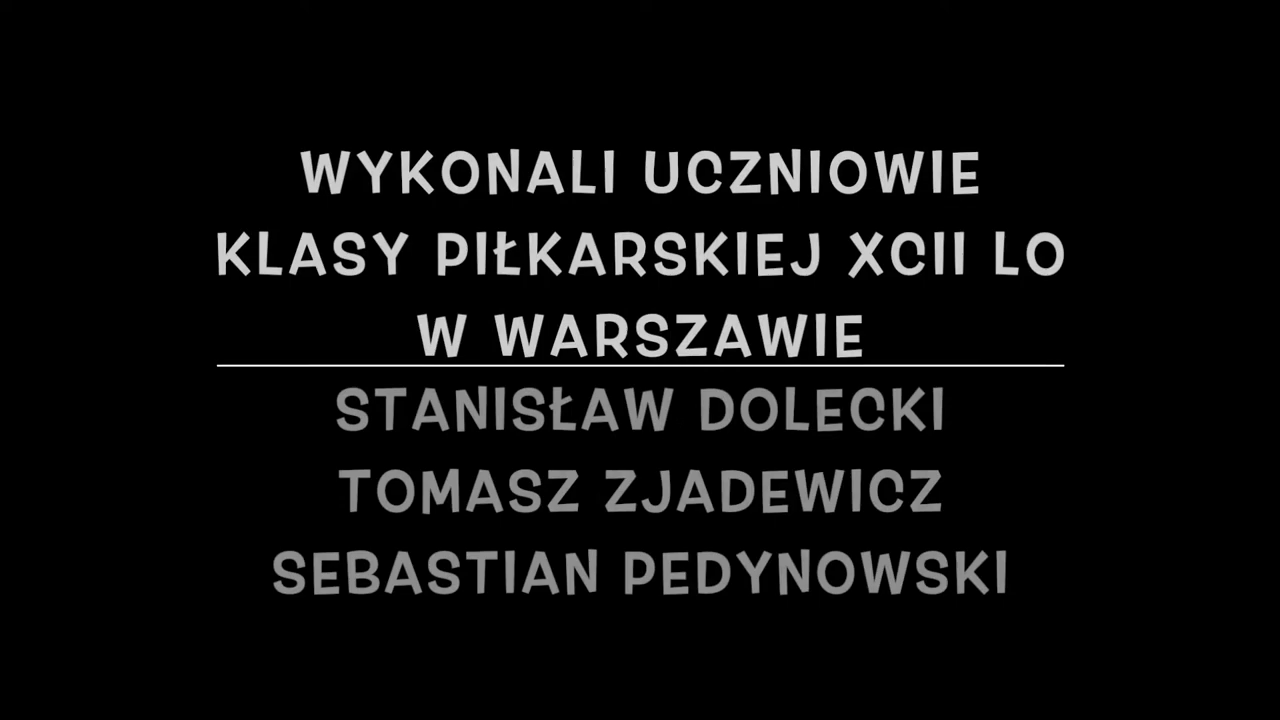 WYKONALI UCZNIOWIE
KLASY PIŁKARSKIEJ XCII LO
W WARSZAWIE
STANISŁAW DOLECKI
TOMASZ ZJADEWICZ
SEBASTIAN PEDYNOWSKI